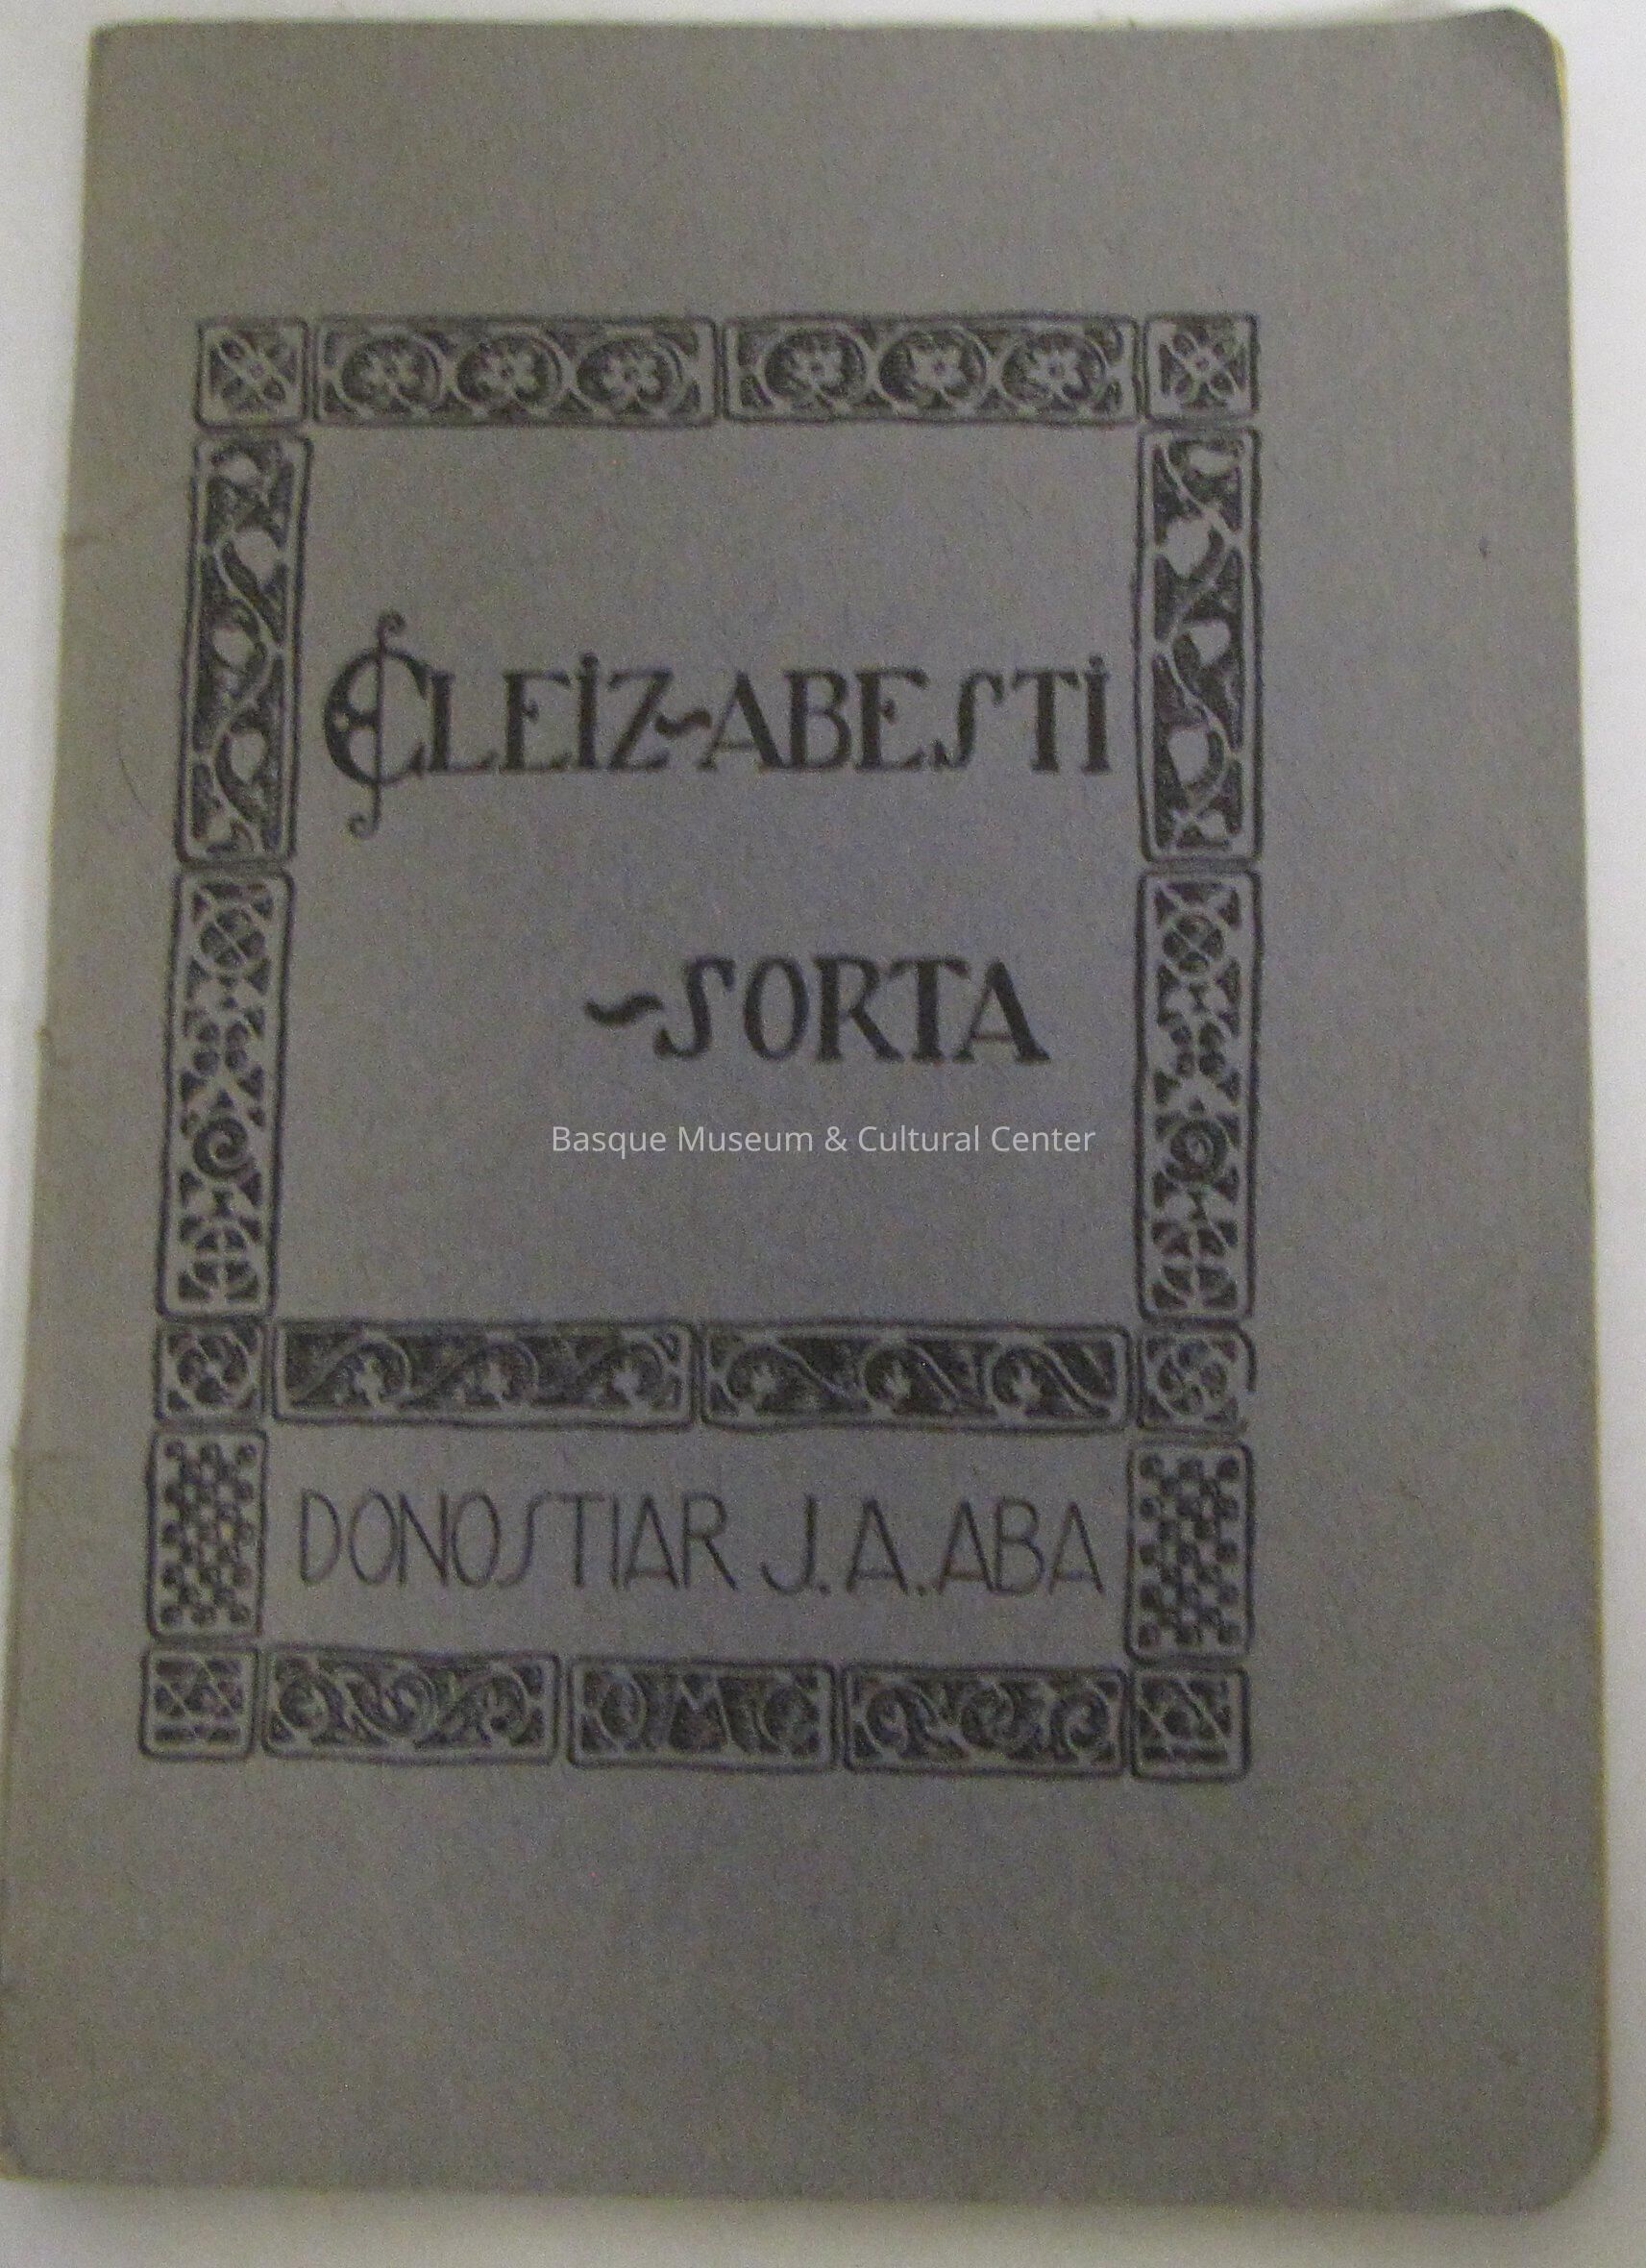 ELEIZ~ABESTI
~SORTA
Basque Museum & Cultural Center
DONOSTIAR J.A.ABA